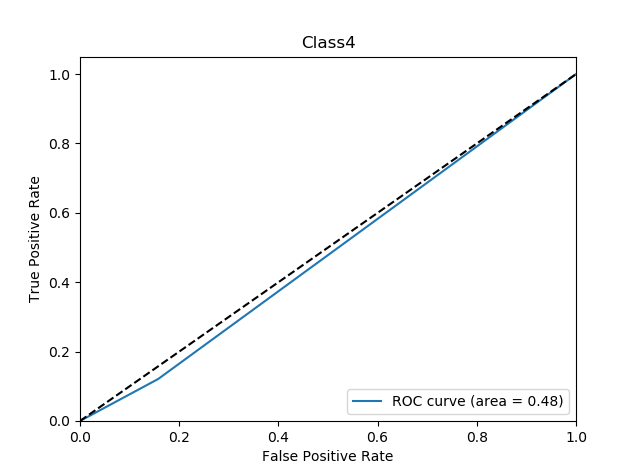 Class4
True Positive Rate
1.0
0.8
0.6
0.4
0.2
0.0
0.0 0.2 0.4 0.6 0.8 1.0
False Positive Rate
ROC curve (area = 0.48)